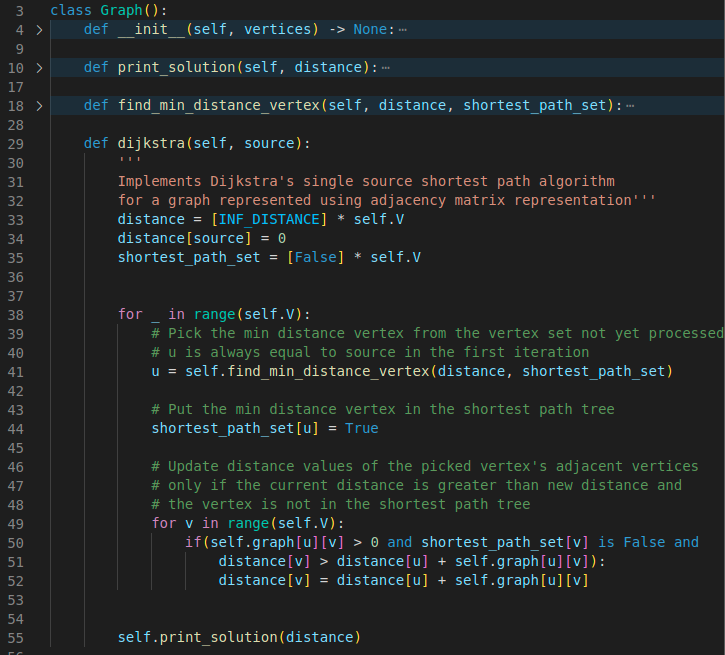 3 class Graph():
4 > def __init__(self, vertices) -> None:⋯
9
10 > def print_solution(self, distance):⋯
17
18 > def find_min_distance_vertex(self, distance, shortest_path_set):⋯
28
29 def dijkstra(self, source):
30 '''
31 Implements Dijkstra's single source shortest path algorithm
32 for a graph represented using adjacency matrix representation'''
33 distance = [INF_DISTANCE] * self.V
34 distance[source] = 0
35 shortest_path_set = [False] * self.V
36
37
38 for _ in range(self.V):
39 # Pick the min distance vertex from the vertex set not yet processed
40 # u is always equal to source in the first iteration
41 u = self.find_min_distance_vertex(distance, shortest_path_set)
42
43 # Put the min distance vertex in the shortest path tree
44 shortest_path_set[u] = True
45
46 # Update distance values of the picked vertex's adjacent vertices
47 # only if the current distance is greater than new distance and
48 # the vertex is not in the shortest path tree
49 for v in range(self.V):
50 if(self.graph[u][v] > 0 and shortest_path_set[v] is False and
51 distance[v] > distance[u] + self.graph[u][v]):
52 distance[v] = distance[u] + self.graph[u][v]
53
54
55 self.print_solution(distance)